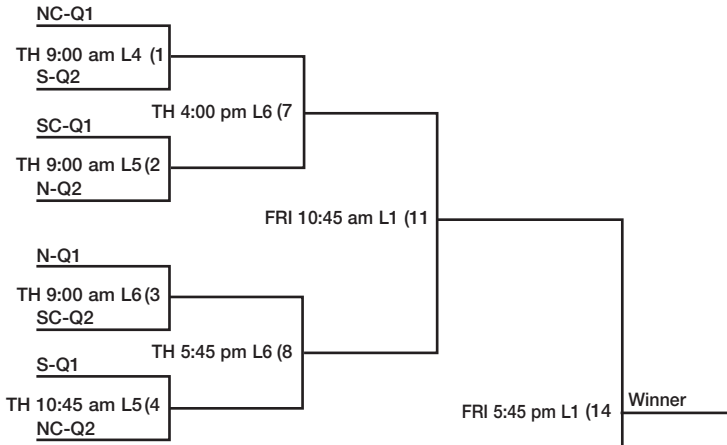 NC-Q1
TH 9:00 am L4 (1
S-Q2
TH 4:00 pm L6 (7
SC-Q1
TH 9:00 am L5 (2
N-Q2
FRI 10:45 am L1 (11
N-Q1
TH 9:00 am L6 (3
SC-Q2
TH 5:45 pm L6 (8
S-Q1
TH 10:45 am L5 (4
NC-Q2
FRI 5:45 pm L1 (14
Winner